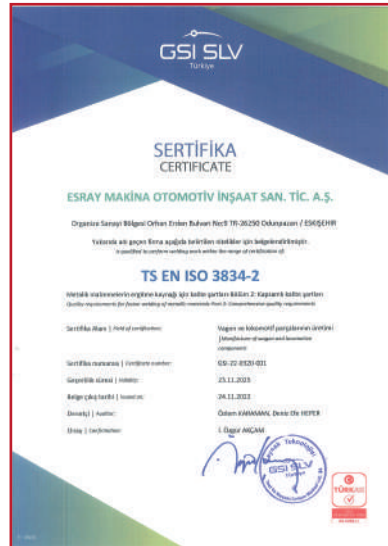 GSI SLV
Türkiye
SERTİFİKA
CERTIFICATE
ESRAY MAKİNA OTOMOTİV İNŞAAT SAN. TİC. A.Ş.
Organize Sanayi Bölgesi Orhan Erden Bulvarı No:9 TR-26250 Odunpazarı / ESKİŞEHİR
Yukarıda adı geçen firma aşağıda belirtilen nitelikler için belgelendirilmiştir.
is qualified to perform welding work within the range of certification of:
TS EN ISO 3834-2
Metalik malzemelerin ergitme kaynağı için kalite şartları Bölüm 2: Kapsamlı kalite şartları
Quality requirements for fusion welding of metallic materials Part 2: Comprehensive quality requirements
Sertifika Alanı | Field of certification: Vagon ve lokomotif parçalarının üretimi
| Manufacture of wagon and locomotive
components
Sertifika numarası | Certificate number: GSI-22-8920-001
Geçerlilik süresi | Validity: 23.11.2025
Belge çıkış tarihi | Issued on: 24.11.2022
Denetçi | Auditor: Özlem KARAMAN, Deniz Efe HEPER
Onay | Confirmation: İ. Özgür AKÇAM
Kaynak Teknolojisi
GSI SLV
Türkiye
TÜRKAK